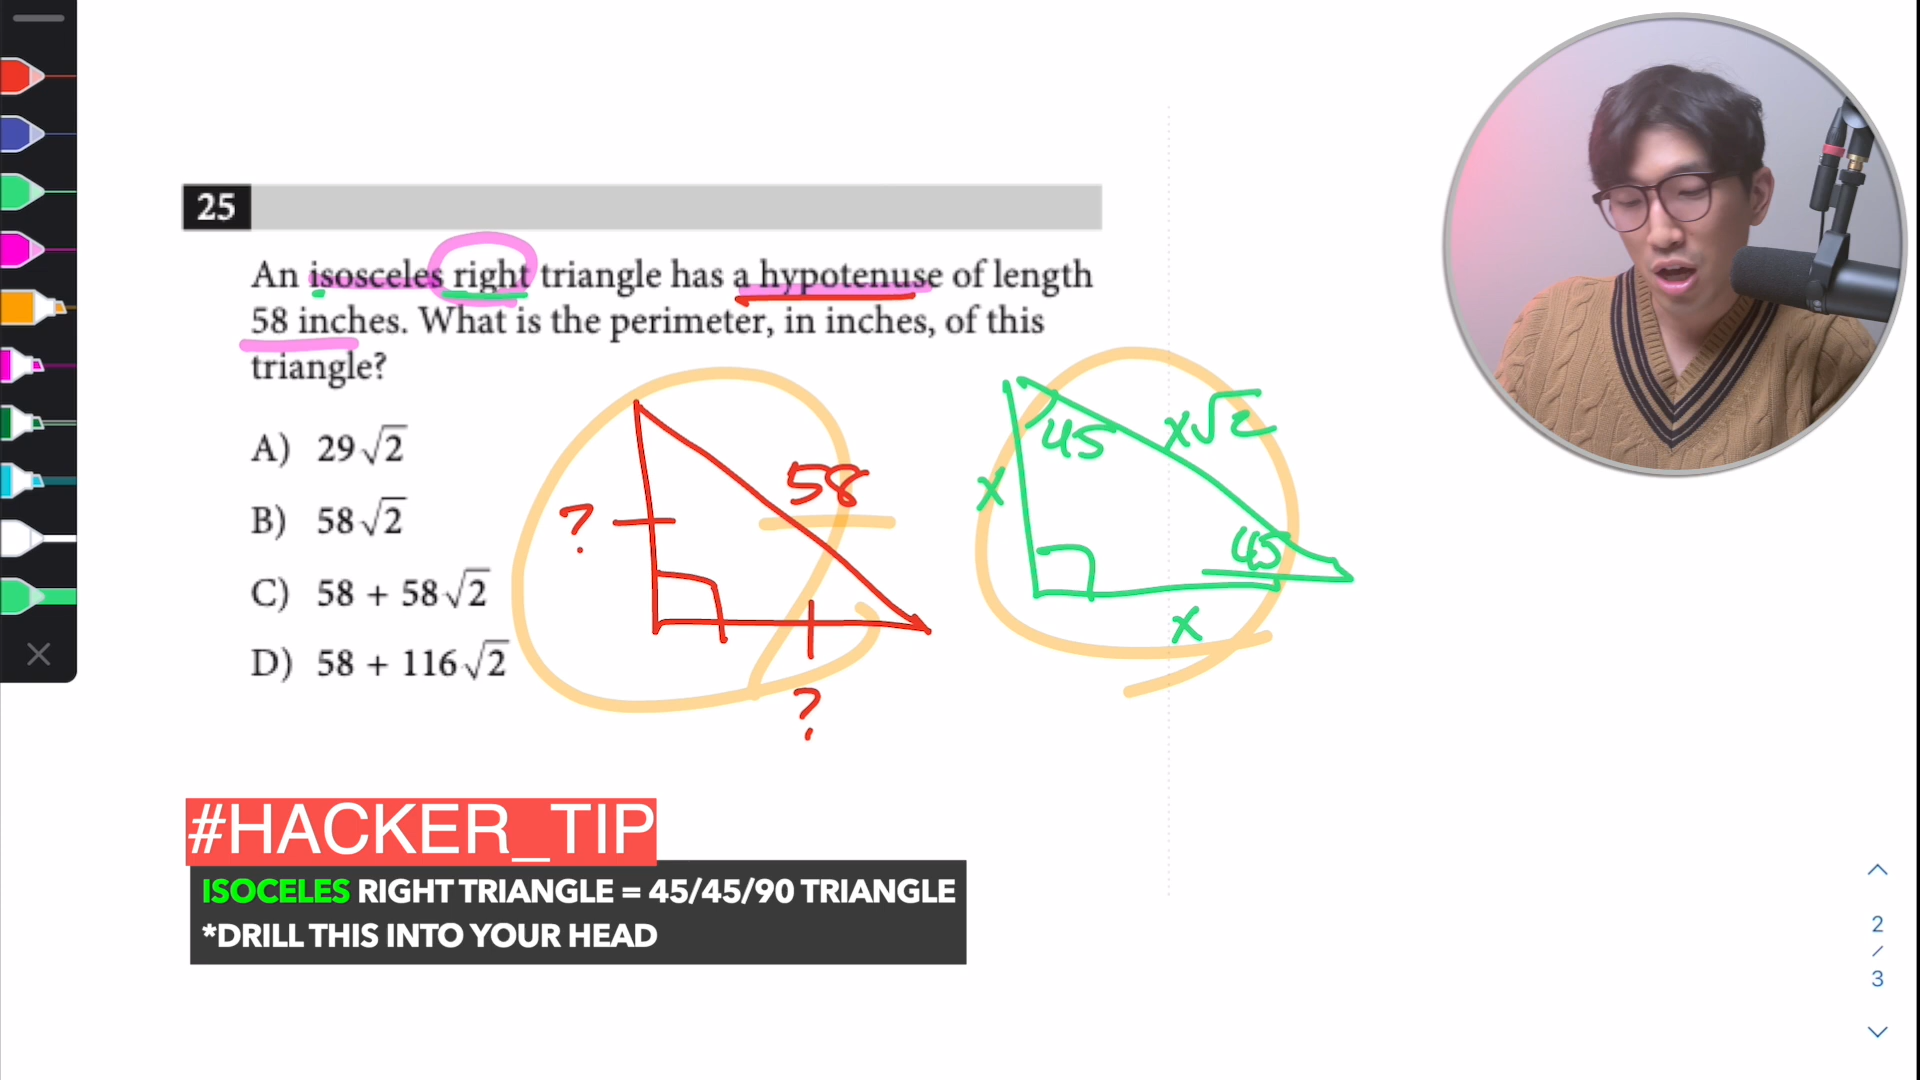 25
An isosceles right triangle has a hypotenuse of length
58 inches. What is the perimeter, in inches, of this
triangle?
A) 29√2
B) 58√2
C) 58 + 58√2
D) 58 + 116√2
58
?
?
45
x√2
x
45
x
#HACKER_TIP
ISOCELES RIGHT TRIANGLE = 45/45/90 TRIANGLE
*DRILL THIS INTO YOUR HEAD
2
/
3